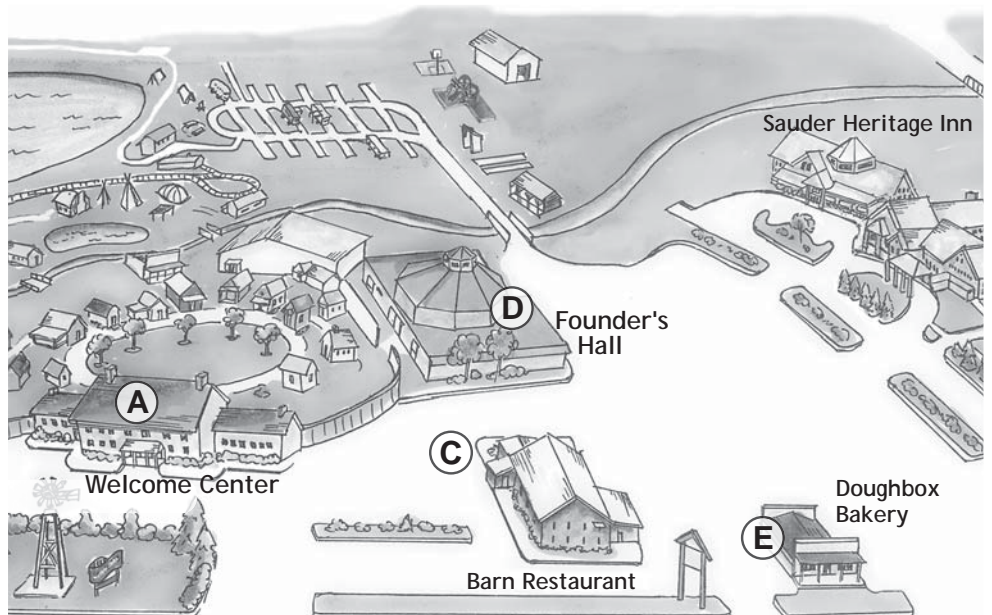 Sauder Heritage Inn
D
Founder's
Hall
A
C
Welcome Center
Doughbox
Bakery
E
Barn Restaurant